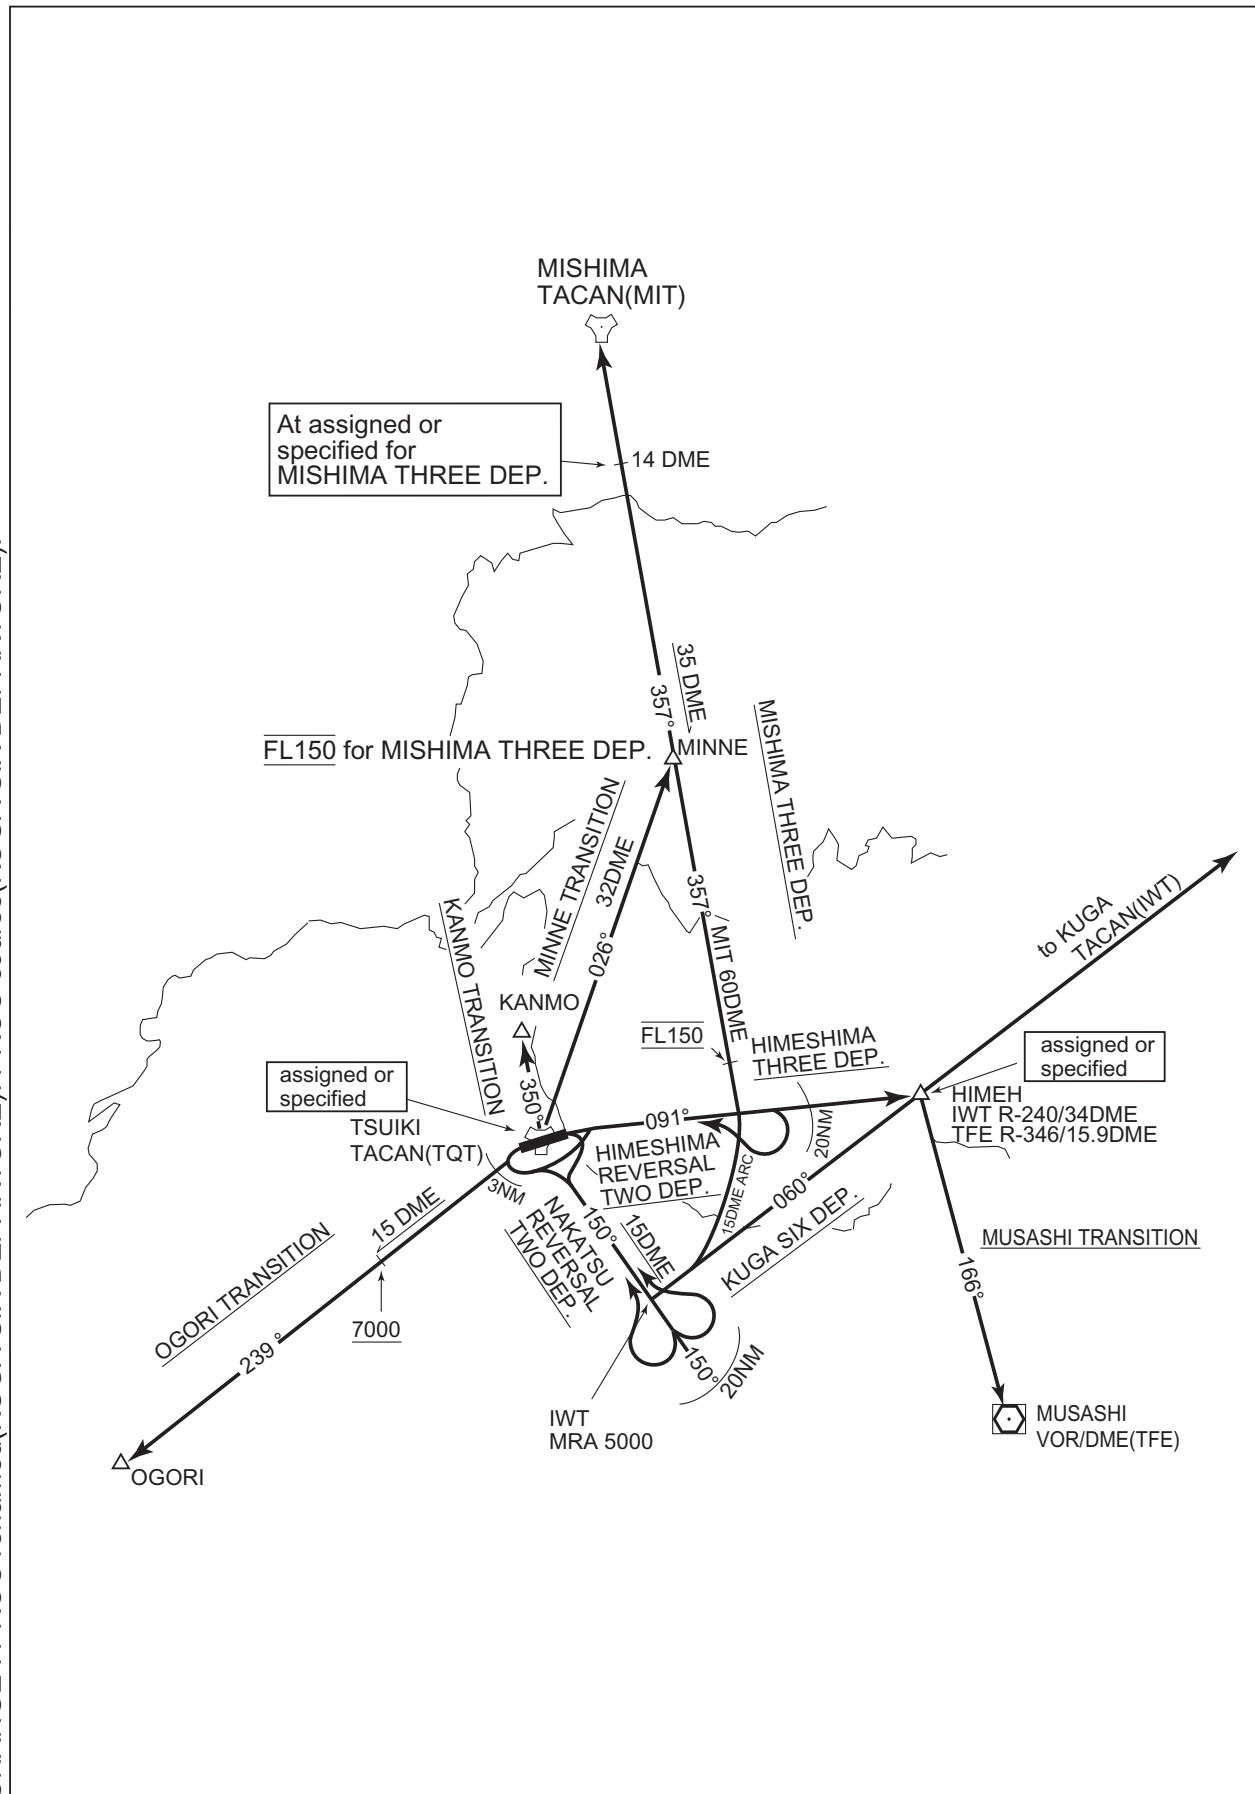 MISHIMA
TACAN(MIT)
At assigned or
specified for
MISHIMA THREE DEP.
14 DME
35 DME
357°
FL150 for MISHIMA THREE DEP.
MINNE
MISHIMA THREE DEP.
MINNE TRANSITION
32DME
026°
357°
MIT 60DME
KANMO TRANSITION
KANMO
350°
to KUGA
TACAN(IWT)
FL150
HIMESHIMA
THREE DEP.
assigned or
specified
assigned or
specified
HIMEH
IWT R-240/34DME
TFE R-346/15.9DME
TSUIKI
TACAN(TQT)
091°
20NM
HIMESHIMA
REVERSAL
TWO DEP.
3NM
15DME ARC
060°
KUGA SIX DEP.
NAKATSU
REVERSAL
TWO DEP.
150°
15DME
15 DME
OGORI TRANSITION
7000
239°
MUSASHI TRANSITION
166°
150°
20NM
IWT
MRA 5000
MUSASHI
VOR/DME(TFE)
OGORI